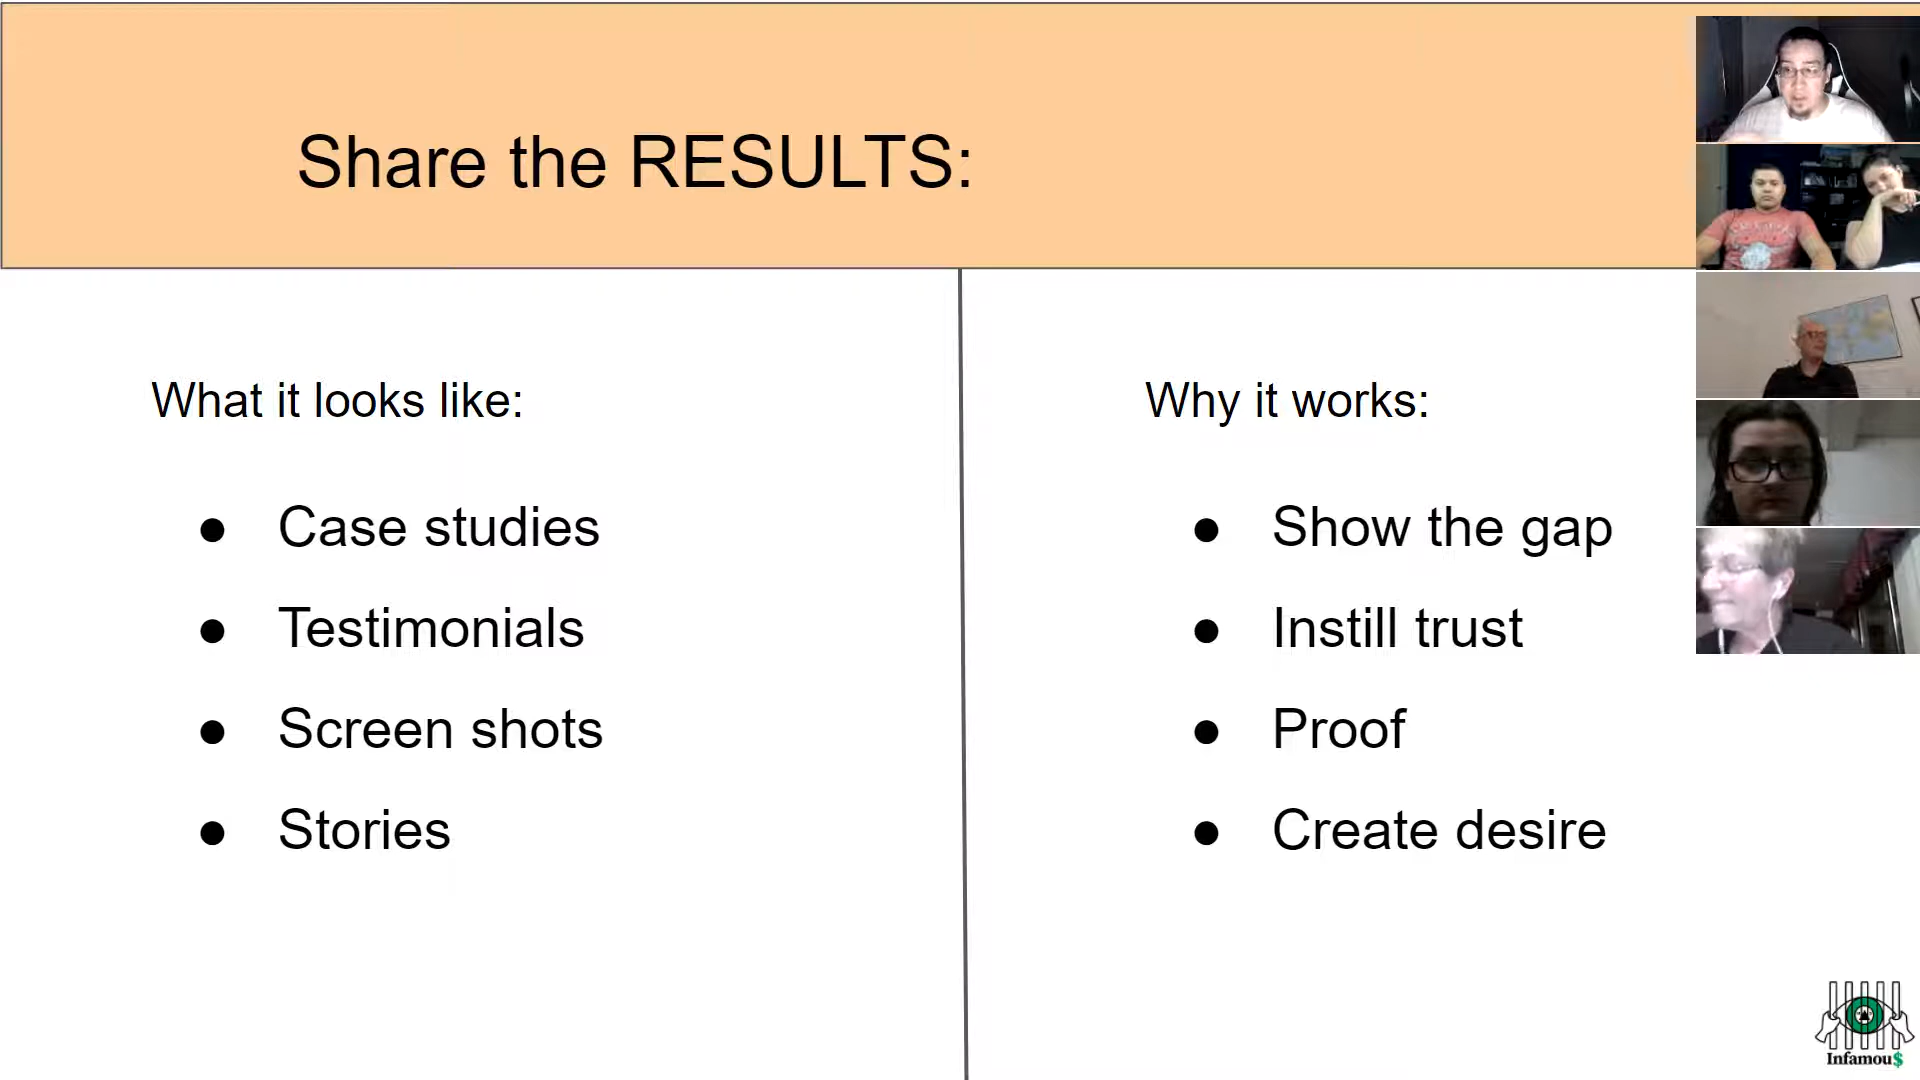 Share the RESULTS:
What it looks like:
● Case studies
● Testimonials
● Screen shots
● Stories
Why it works:
● Show the gap
● Instill trust
● Proof
● Create desire
Infamou$